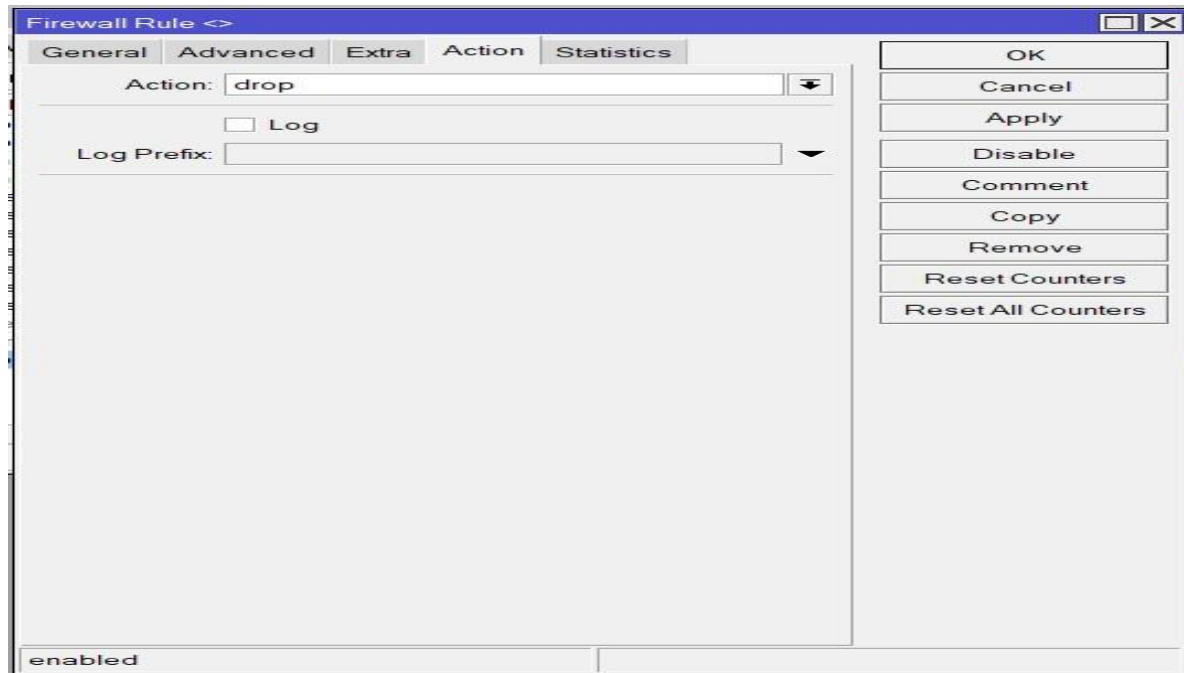 Firewall Rule <>
General Advanced Extra Action Statistics
Action: drop
Log
Log Prefix:
OK
Cancel
Apply
Disable
Comment
Copy
Remove
Reset Counters
Reset All Counters
enabled